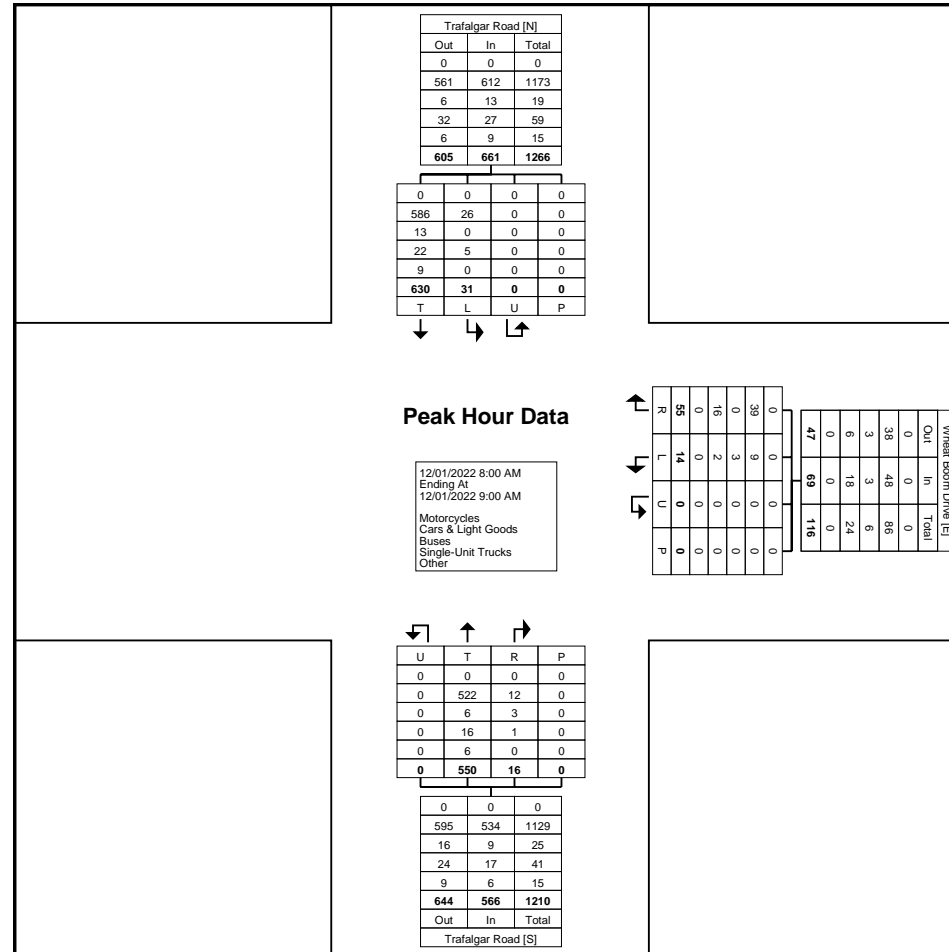 Trafalgar Road [N]
Out In Total
0 0 0
561 612 1173
6 13 19
32 27 59
6 9 15
605 661 1266
0 0 0 0
586 26 0 0
13 0 0 0
22 5 0 0
9 0 0 0
630 31 0 0
T L U P
Peak Hour Data
12/01/2022 8:00 AM
Ending At
12/01/2022 9:00 AM
Motorcycles
Cars & Light Goods
Buses
Single-Unit Trucks
Other
Wheat Boom Drive [E]
Out In Total
0 0 0
38 48 86
3 3 6
6 18 24
0 0 0
47 69 116
0 0 0 0
39 9 0 0
0 3 0 0
16 2 0 0
0 0 0 0
55 14 0 0
R L U P
U T R P
0 0 0 0
0 522 12 0
0 6 3 0
0 16 1 0
0 6 0 0
0 550 16 0
0 0 0
595 534 1129
16 9 25
24 17 41
9 6 15
644 566 1210
Out In Total
Trafalgar Road [S]